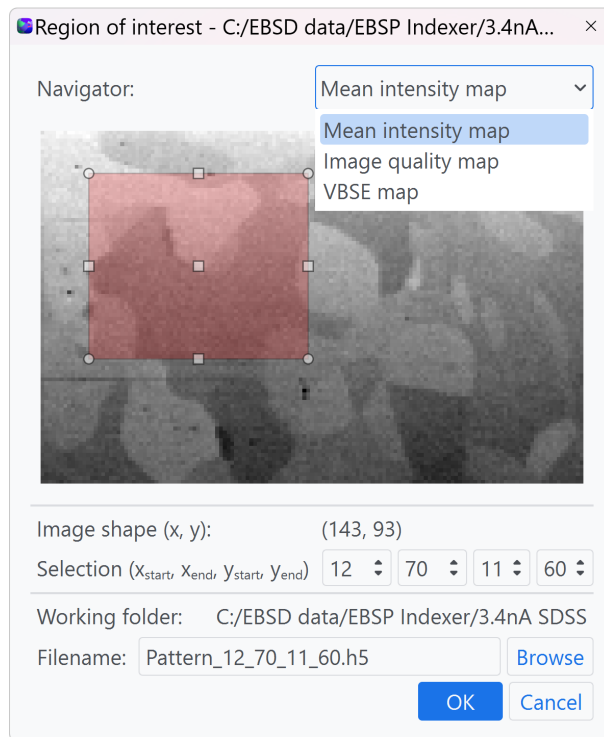 Region of interest - C:/EBSD data/EBSP Indexer/3.4nA...
Navigator:
Mean intensity map
Mean intensity map
Image quality map
VBSE map
Image shape (x, y): (143, 93)
Selection (xstart, xend, ystart, yend) 12 70 11 60
Working folder: C:/EBSD data/EBSP Indexer/3.4nA SDSS
Filename: Pattern_12_70_11_60.h5 Browse
OK Cancel